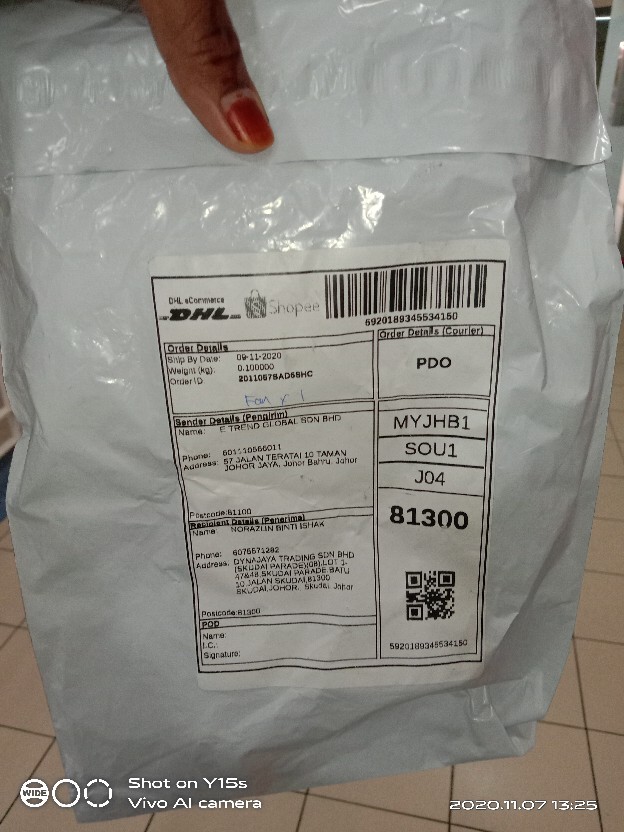 DHL eCommerce
DHL
Shopee
5920189345534150
Order Details
Ship By Date: 09-11-2020
Weight (kg): 0.100000
Order ID 2011067SAD6SHC
Order Details (Courier)
PDO
Sender Details (Pengirim)
Name: E TREND GLOBAL SDN BHD
Phone: 601110566011
Address: 57 JALAN TERATAI 10 TAMAN
JOHOR JAYA, Johor Bahru, Johor
Postcode:81100
MYJHB1
SOU1
J04
81300
Recipient Details (Penerima)
Name: NORAZLIN BINTI ISHAK
Phone: 6075571282
Address: DYNAJAYA TRADING SDN BHD
(SKUDAI PARADE)(GB),LOT 1-
47&48,SKUDAI PARADE,BATU
10 JALAN SKUDAI,81300
SKUDAI,JOHOR, Skudai, Johor
Postcode:81300
POD
Name:
I.C.:
Signature:
5920189345534150
WIDE
Shot on Y15s
Vivo AI camera
2020.11.07 13:25